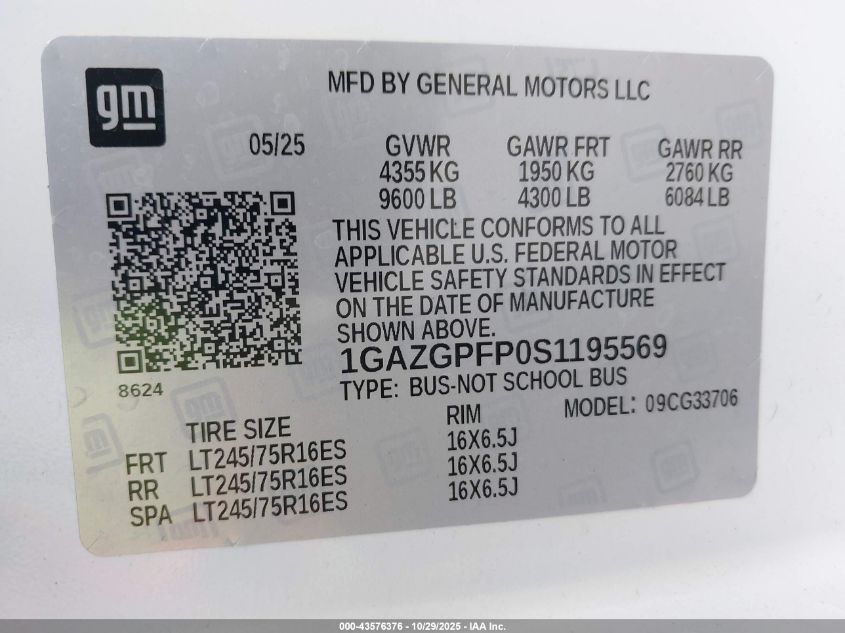 gm
MFD BY GENERAL MOTORS LLC
05/25 GVWR GAWR FRT GAWR RR
4355 KG 1950 KG 2760 KG
9600 LB 4300 LB 6084 LB
THIS VEHICLE CONFORMS TO ALL
APPLICABLE U.S. FEDERAL MOTOR
VEHICLE SAFETY STANDARDS IN EFFECT
ON THE DATE OF MANUFACTURE
SHOWN ABOVE.
1GAZGPFP0S1195569
8624
TYPE: BUS-NOT SCHOOL BUS
MODEL: 09CG33706
TIRE SIZE RIM
FRT LT245/75R16ES 16X6.5J
RR LT245/75R16ES 16X6.5J
SPA LT245/75R16ES 16X6.5J
000-43576376 - 10/29/2025 - IAA Inc.